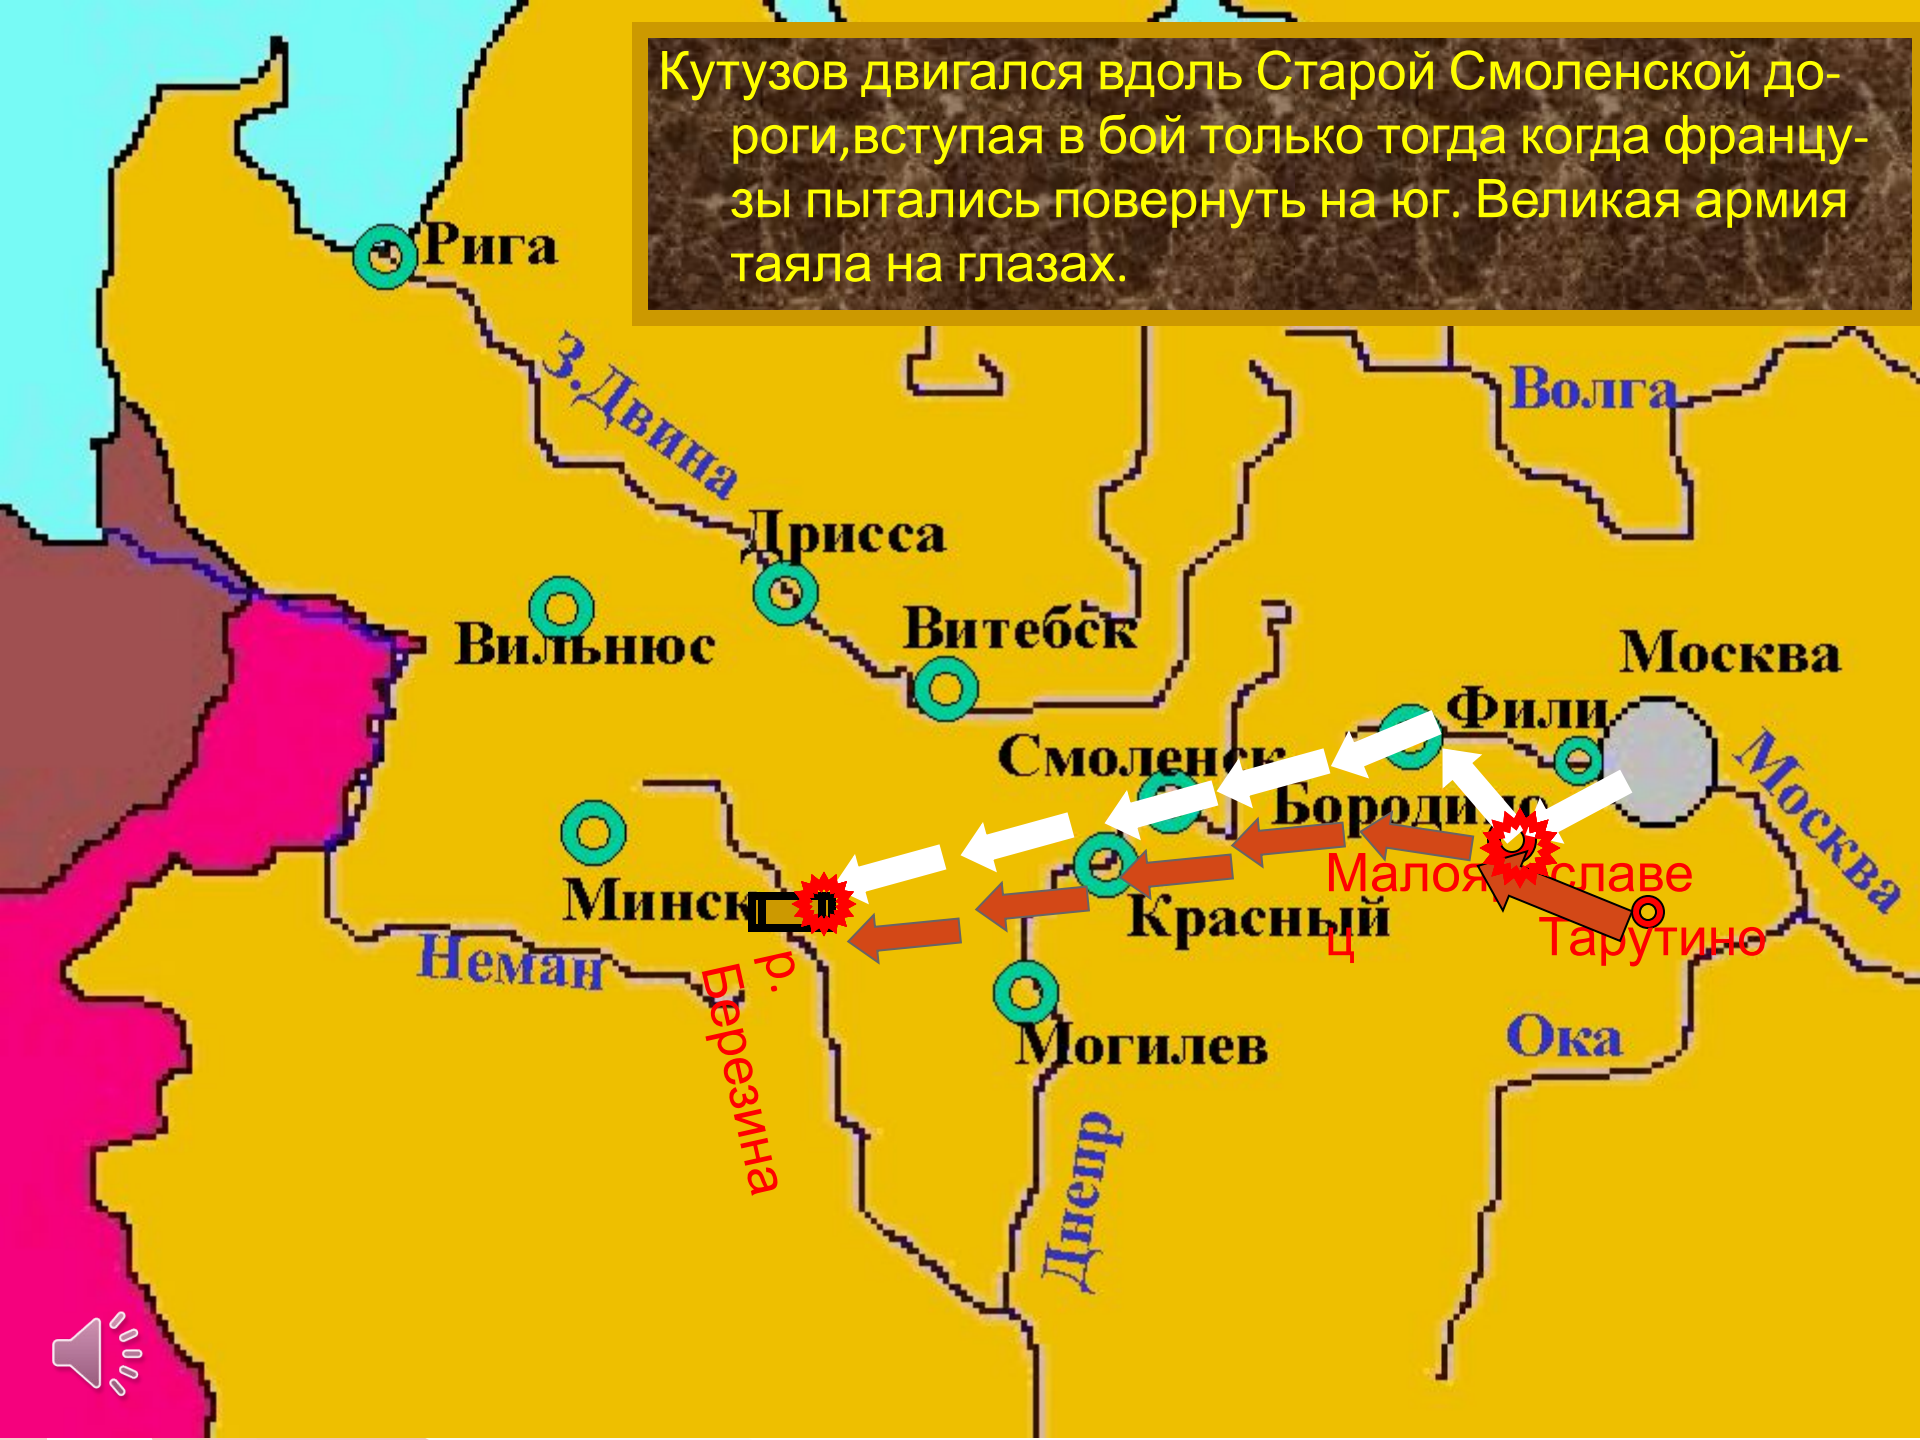 Кутузов двигался вдоль Старой Смоленской до-
роги,вступая в бой только тогда когда францу-
зы пытались повернуть на юг. Великая армия
таяла на глазах.
Рига
З.Двина
Волга
Дрисса
Вильнюс
Витебск
Москва
Фили
Смоленск
Москва
Бородино
Малоярославе
ц
Минск
Красный
Тарутино
Неман
р.
Березина
Могилев
Ока
Днепр